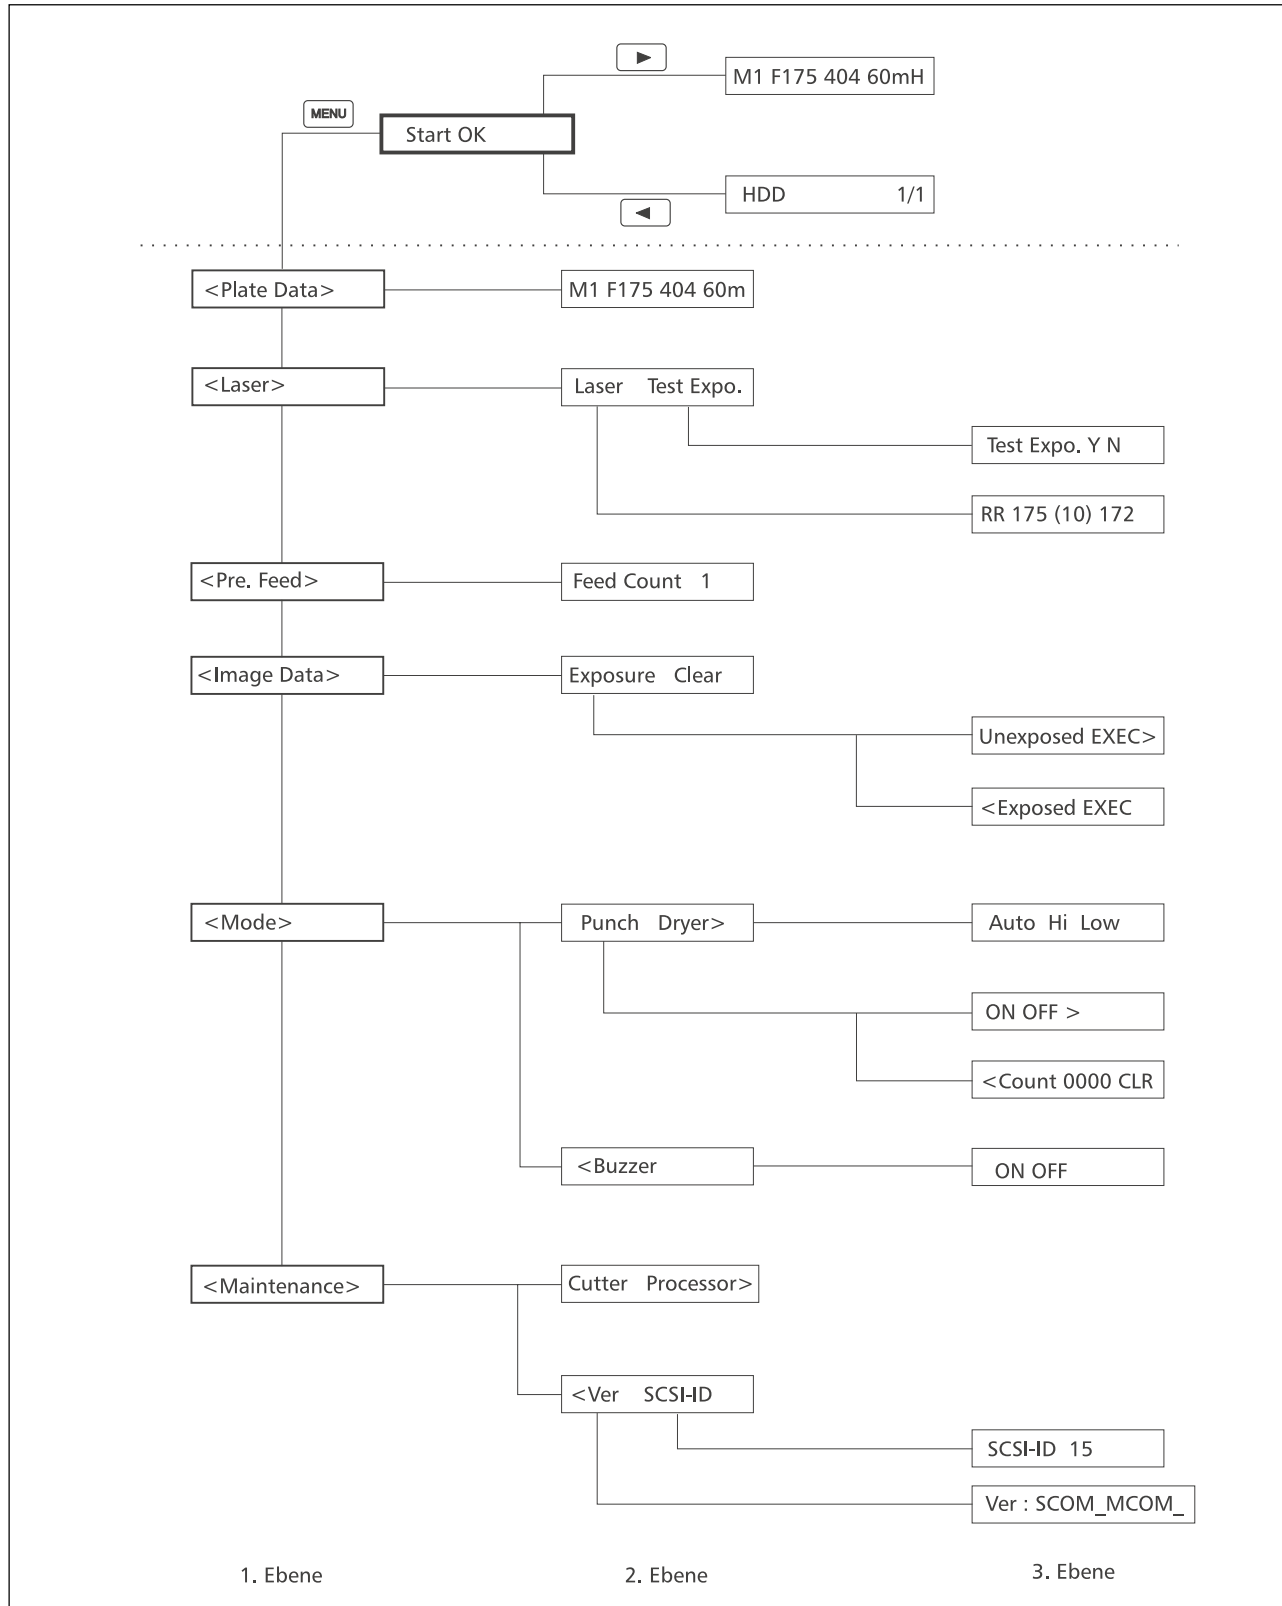 M1 F175 404 60mH
MENU
Start OK
HDD 1/1
<Plate Data>
M1 F175 404 60m
<Laser>
Laser Test Expo.
Test Expo. Y N
RR 175 (10) 172
<Pre. Feed>
Feed Count 1
<Image Data>
Exposure Clear
Unexposed EXEC>
<Exposed EXEC
<Mode>
Punch Dryer>
Auto Hi Low
ON OFF >
<Count 0000 CLR
<Buzzer
ON OFF
<Maintenance>
Cutter Processor>
<Ver SCSI-ID
SCSI-ID 15
Ver : SCOM_MCOM_
1. Ebene
2. Ebene
3. Ebene